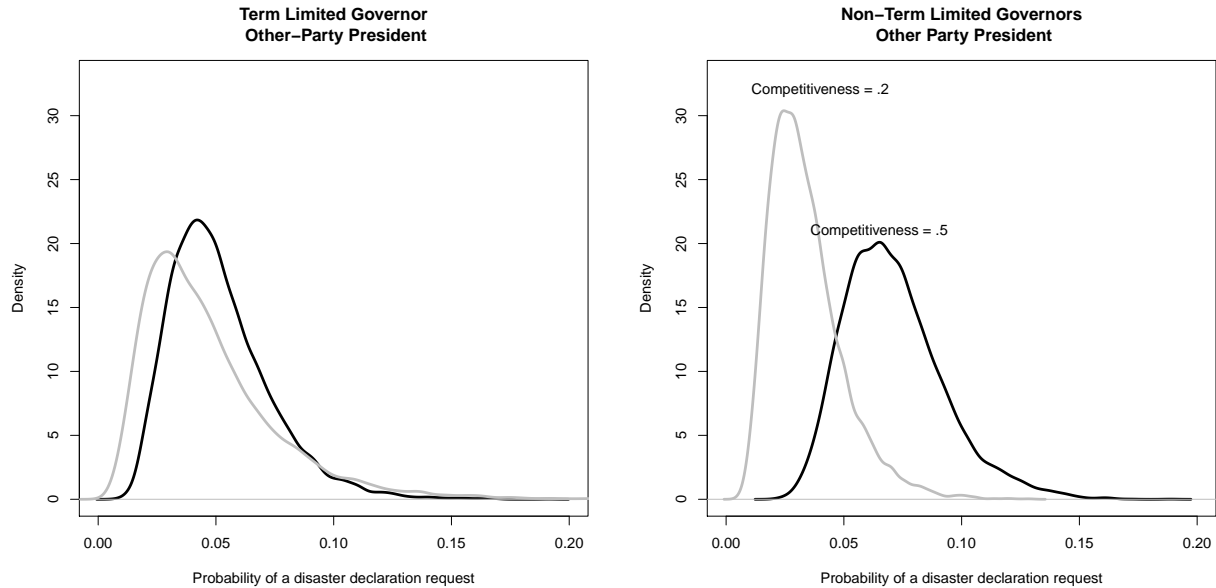 Term Limited Governor
Other−Party President
Density
0
5
10
15
20
25
30
0.00 0.05 0.10 0.15 0.20
Probability of a disaster declaration request
Non−Term Limited Governors
Other Party President
Competitiveness = .2
Competitiveness = .5
Density
0
5
10
15
20
25
30
0.00 0.05 0.10 0.15 0.20
Probability of a disaster declaration request